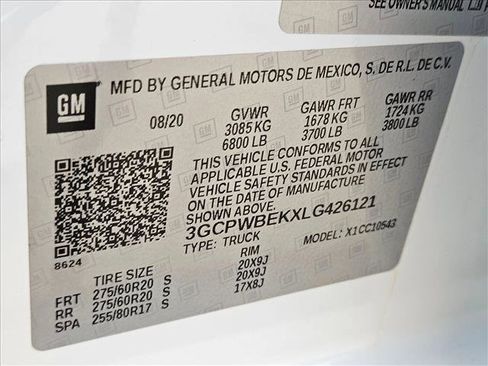 GM
SEE OWNER'S MANUAL
GM
MFD BY GENERAL MOTORS DE MEXICO, S. DE R.L. DE C.V.
08/20 GVWR GAWR FRT GAWR RR
3085 KG 1678 KG 1724 KG
6800 LB 3700 LB 3800 LB
THIS VEHICLE CONFORMS TO ALL
APPLICABLE U.S. FEDERAL MOTOR
VEHICLE SAFETY STANDARDS IN EFFECT
ON THE DATE OF MANUFACTURE SHOWN ABOVE.
3GCPWBEKXLG426121
TYPE: TRUCK MODEL: X1CC10543
8624
TIRE SIZE RIM
FRT 275/60R20 S 20X9J
RR 275/60R20 S 20X9J
SPA 255/80R17 S 17X8J